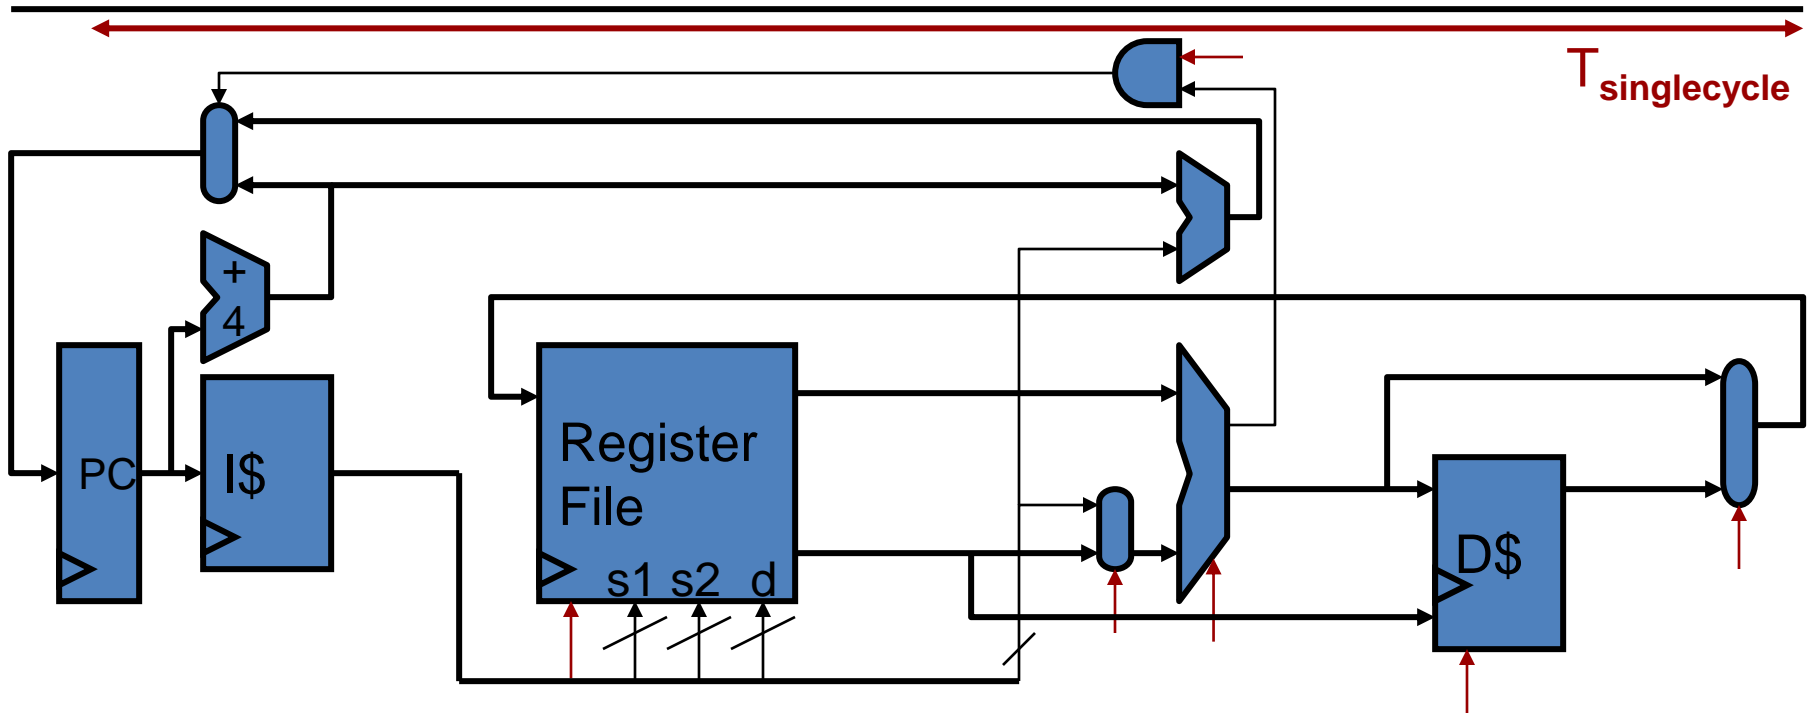 T singlecycle
+
4
PC
I$
Register
File
s1 s2 d
D$